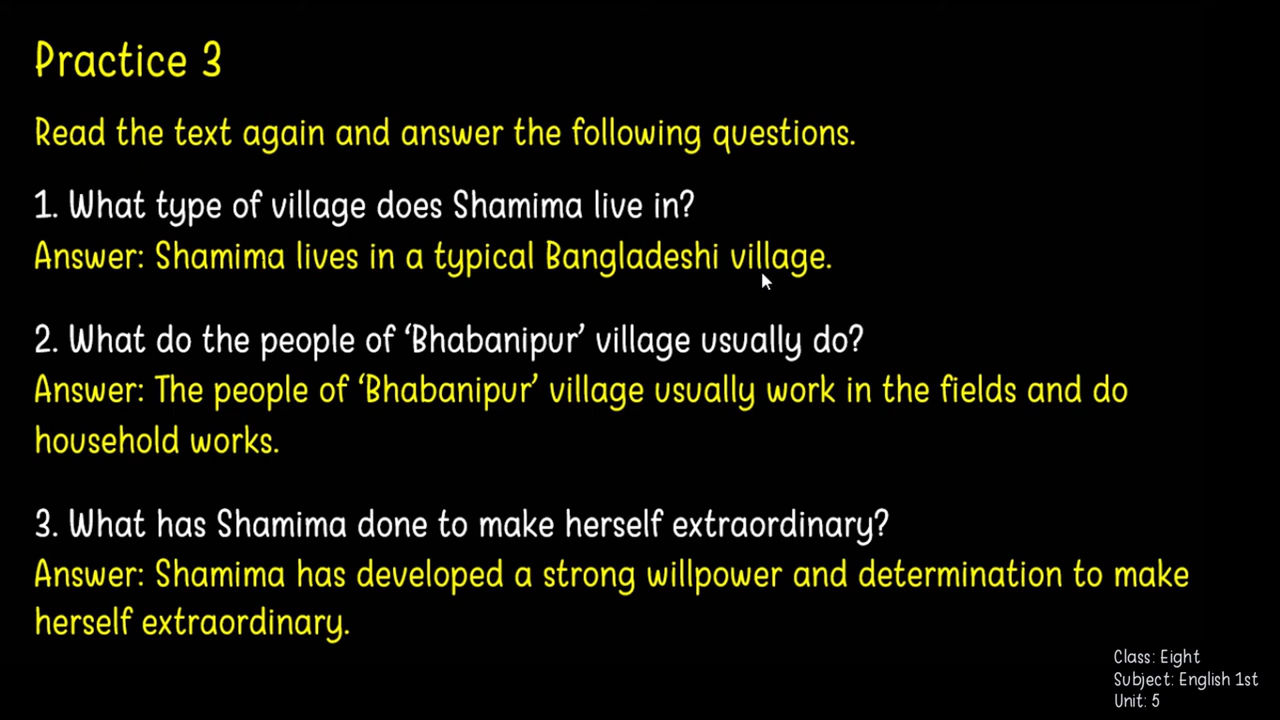 Practice 3
Read the text again and answer the following questions.
1. What type of village does Shamima live in?
Answer: Shamima lives in a typical Bangladeshi village.
2. What do the people of ‘Bhabanipur’ village usually do?
Answer: The people of ‘Bhabanipur’ village usually work in the fields and do
household works.
3. What has Shamima done to make herself extraordinary?
Answer: Shamima has developed a strong willpower and determination to make
herself extraordinary.
Class: Eight
Subject: English 1st
Unit: 5